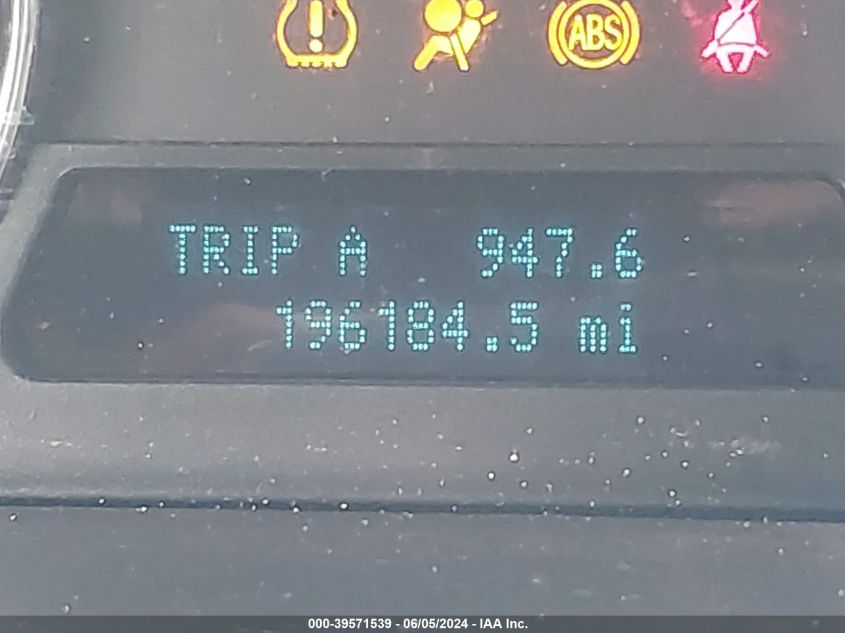 ABS
TRIP A 947.6
196184.5 mi
000-39571539 - 06/05/2024 - IAA Inc.